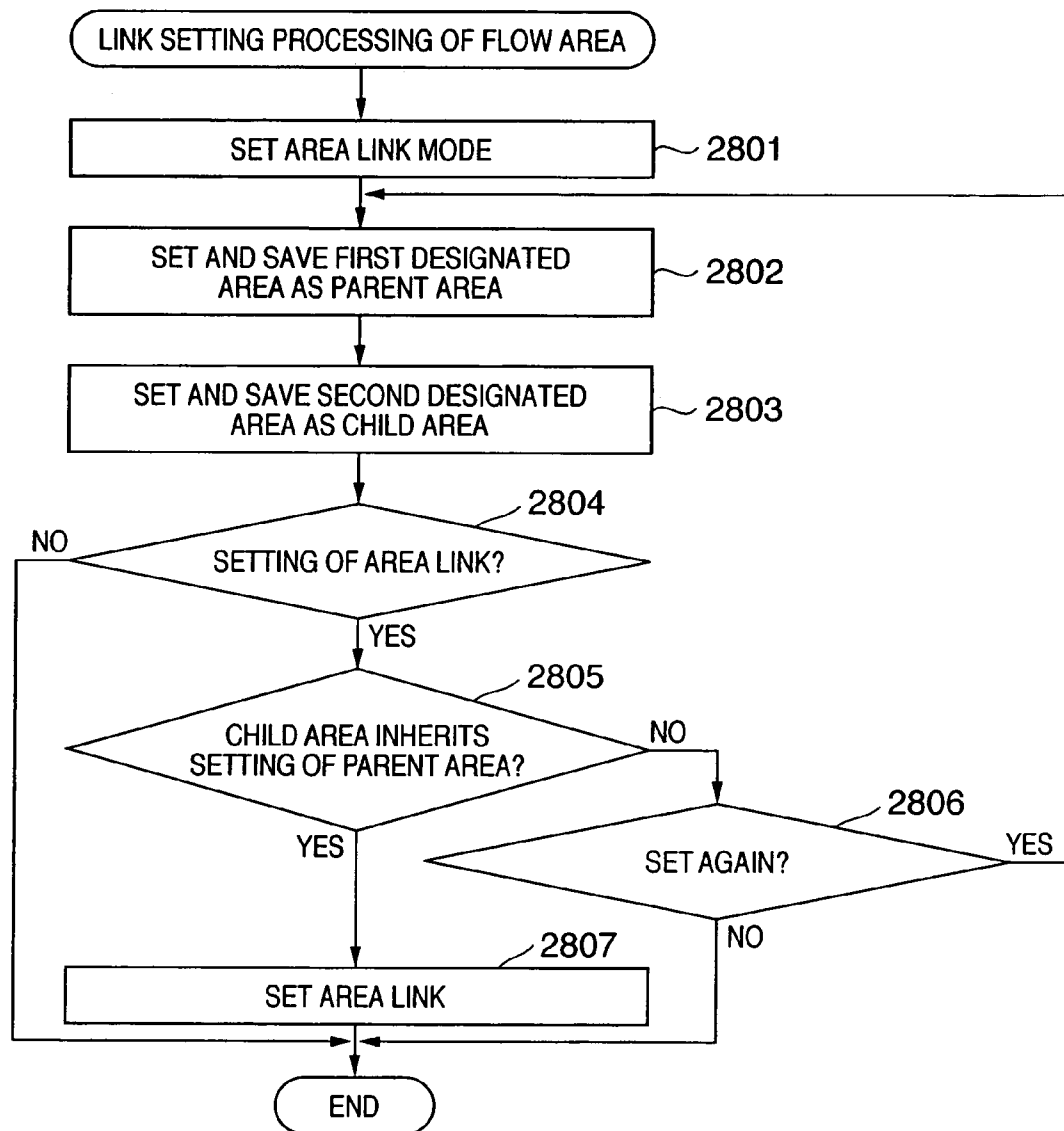 LINK SETTING PROCESSING OF FLOW AREA
SET AREA LINK MODE
2801
SET AND SAVE FIRST DESIGNATED
AREA AS PARENT AREA
2802
SET AND SAVE SECOND DESIGNATED
AREA AS CHILD AREA
2803
2804
NO
SETTING OF AREA LINK?
YES
2805
CHILD AREA INHERITS
SETTING OF PARENT AREA?
NO
YES
2806
SET AGAIN?
YES
NO
2807
SET AREA LINK
END